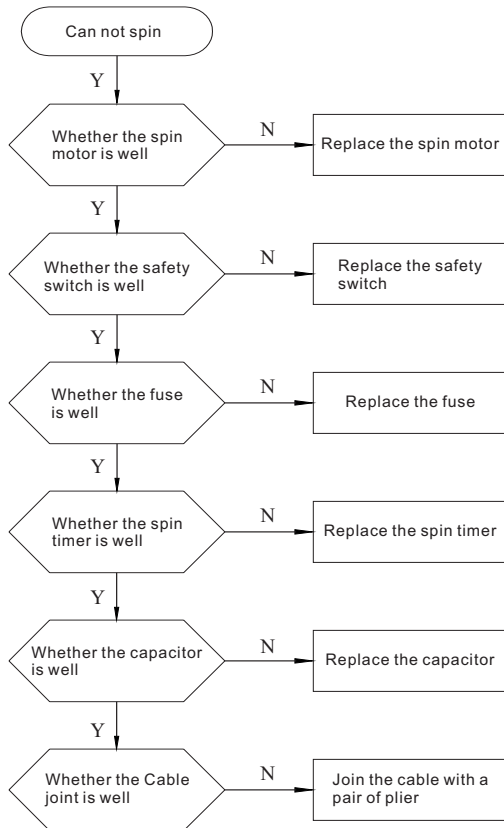 Can not spin
Y
Whether the spin
motor is well
N
Replace the spin motor
Y
Whether the safety
switch is well
N
Replace the safety
switch
Y
Whether the fuse
is well
N
Replace the fuse
Y
Whether the spin
timer is well
N
Replace the spin timer
Y
Whether the capacitor
is well
N
Replace the capacitor
Y
Whether the Cable
joint is well
N
Join the cable with a
pair of plier